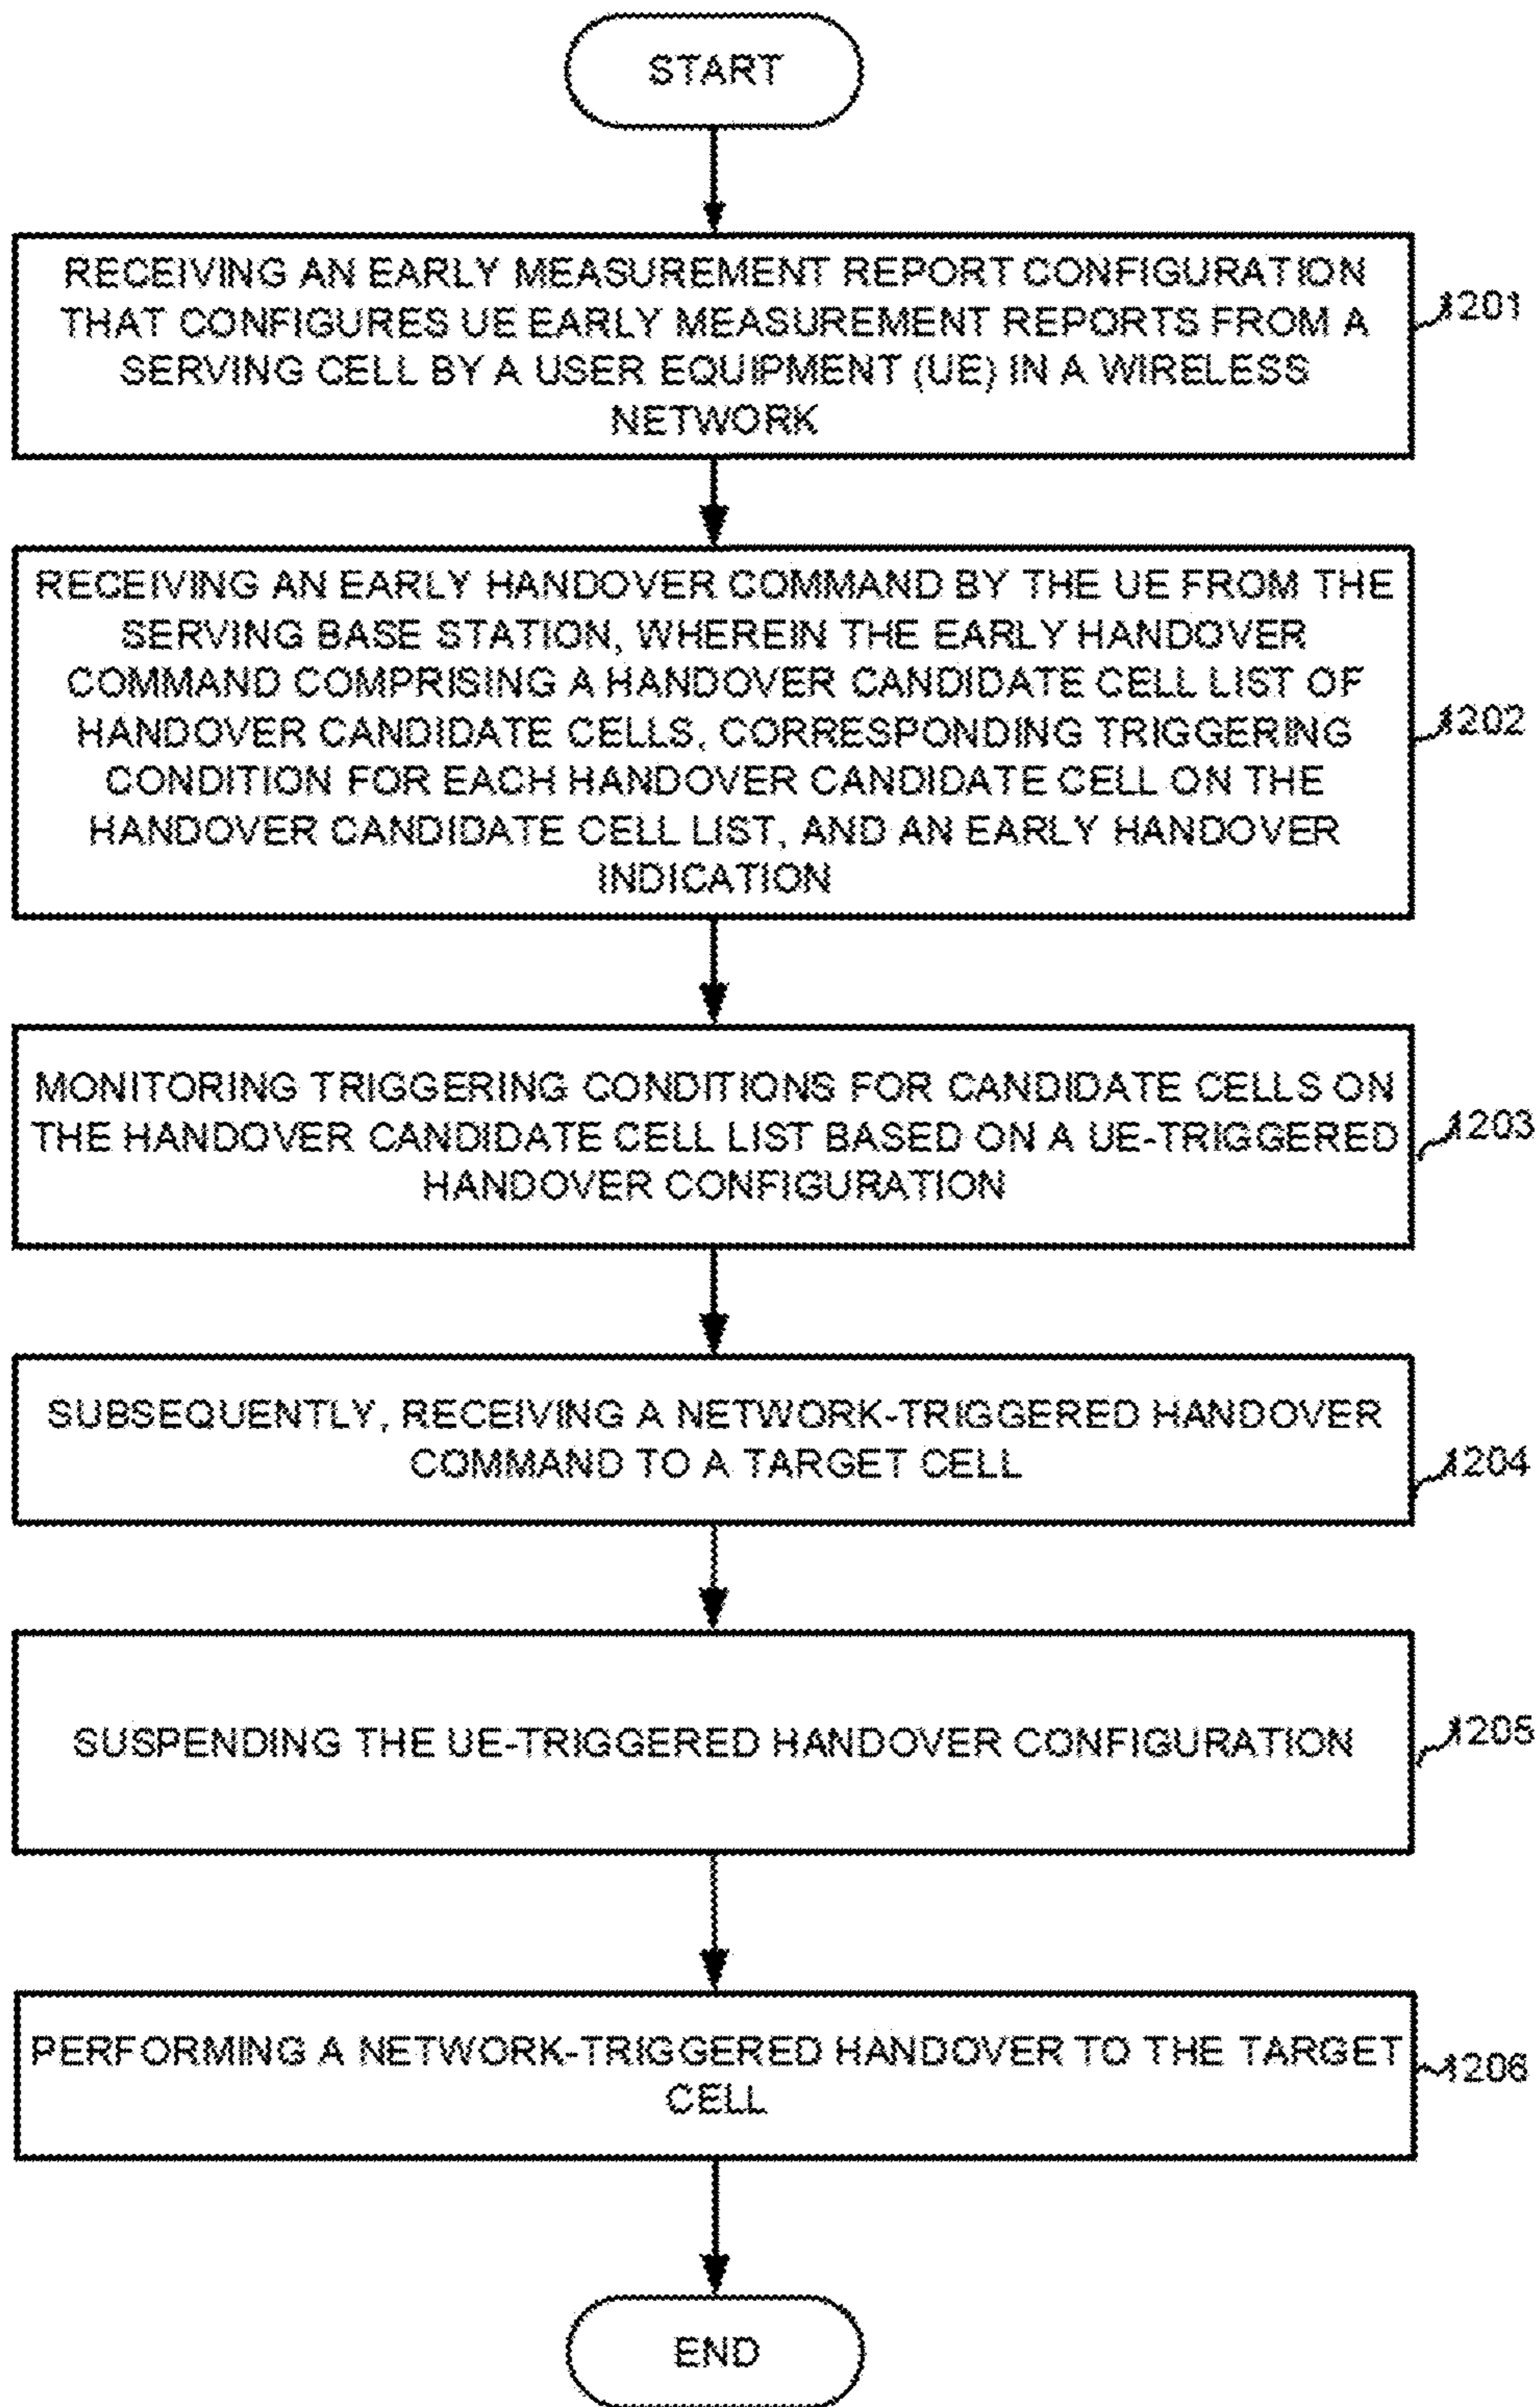 START
RECEIVING AN EARLY MEASUREMENT REPORT CONFIGURATION
THAT CONFIGURES UE EARLY MEASUREMENT REPORTS FROM A
SERVING CELL BY A USER EQUIPMENT (UE) IN A WIRELESS
NETWORK
1201
RECEIVING AN EARLY HANDOVER COMMAND BY THE UE FROM THE
SERVING BASE STATION, WHEREIN THE EARLY HANDOVER
COMMAND COMPRISING A HANDOVER CANDIDATE CELL LIST OF
HANDOVER CANDIDATE CELLS, CORRESPONDING TRIGGERING
CONDITION FOR EACH HANDOVER CANDIDATE CELL ON THE
HANDOVER CANDIDATE CELL LIST, AND AN EARLY HANDOVER
INDICATION
1202
MONITORING TRIGGERING CONDITIONS FOR CANDIDATE CELLS ON
THE HANDOVER CANDIDATE CELL LIST BASED ON A UE-TRIGGERED
HANDOVER CONFIGURATION
1203
SUBSEQUENTLY, RECEIVING A NETWORK-TRIGGERED HANDOVER
COMMAND TO A TARGET CELL
1204
SUSPENDING THE UE-TRIGGERED HANDOVER CONFIGURATION
1205
PERFORMING A NETWORK-TRIGGERED HANDOVER TO THE TARGET
CELL
1206
END